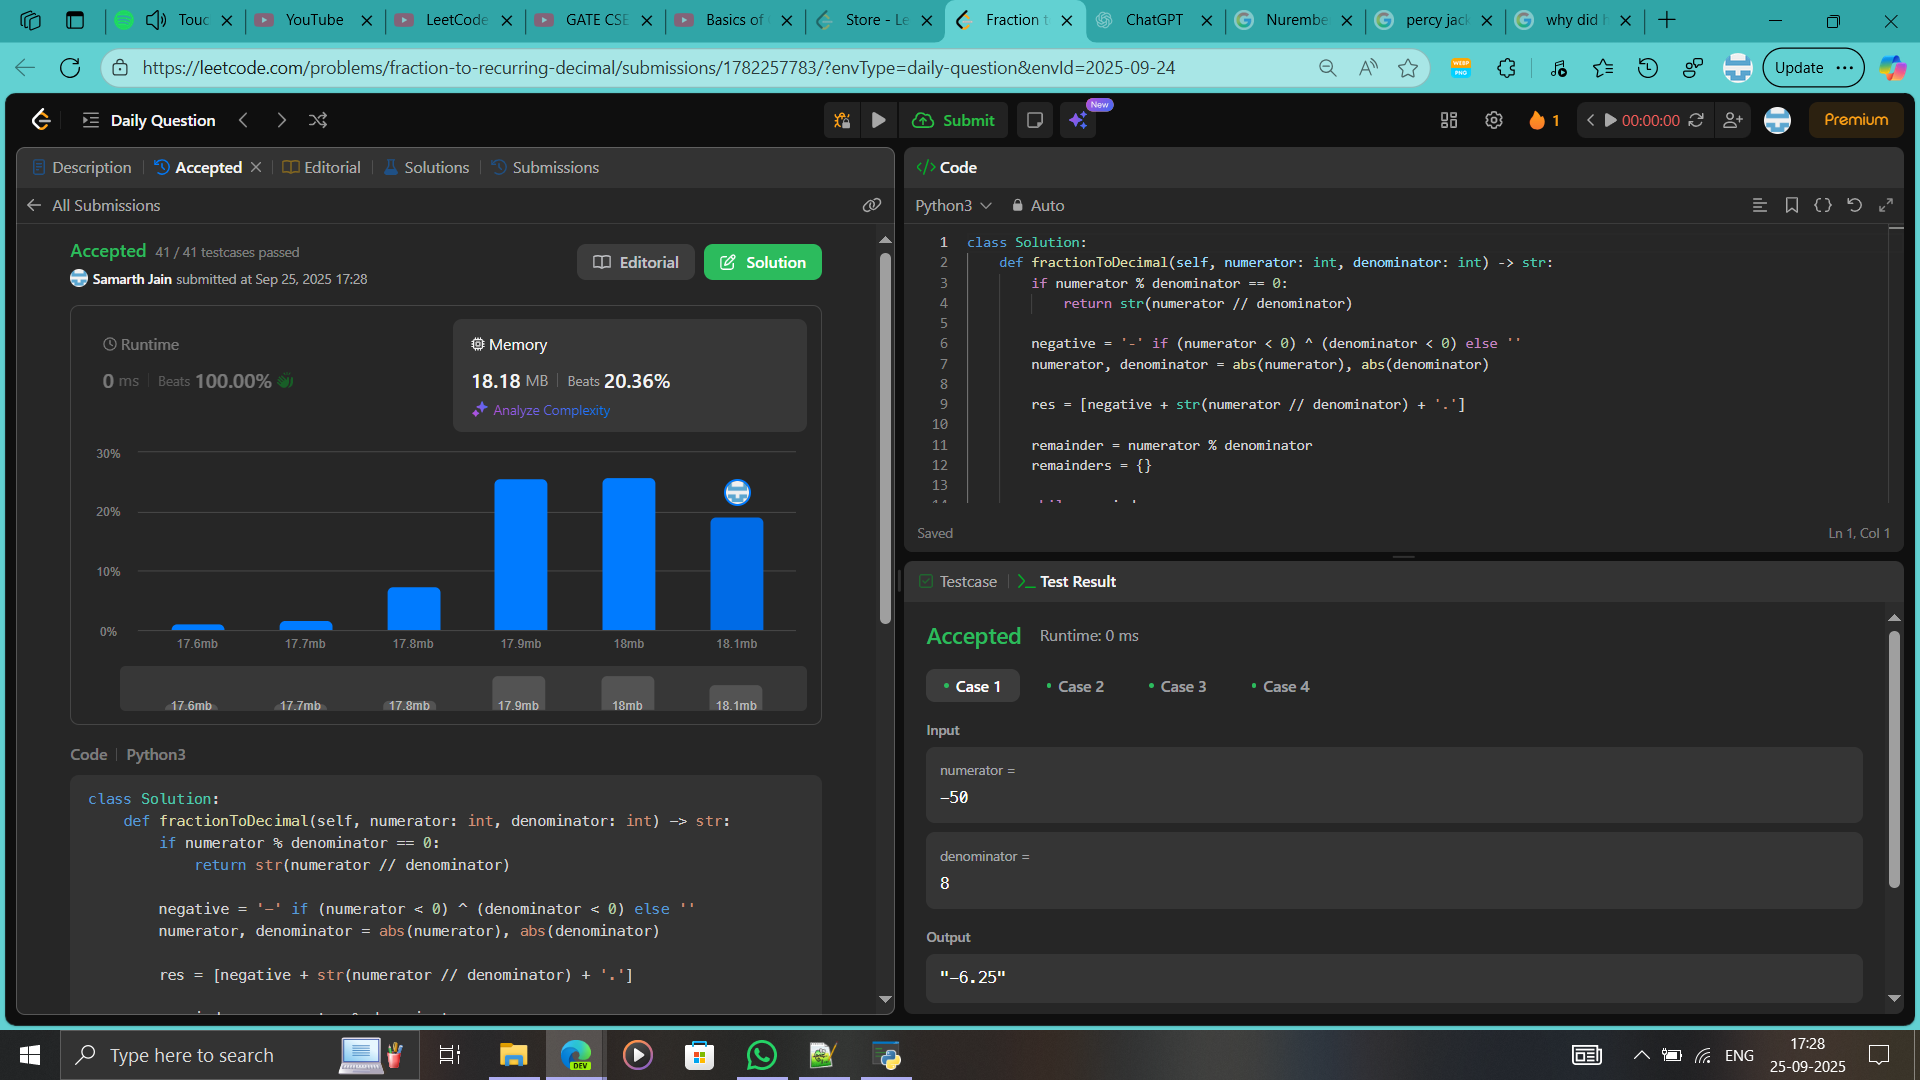 Touc
YouTube
LeetCode
GATE CSE
Basics of
Store - Le
Fraction t
ChatGPT
Nurembe
percy jack
why did h
https://leetcode.com/problems/fraction-to-recurring-decimal/submissions/1782257783/?envType=daily-question&envId=2025-09-24
Update
Daily Question
Submit
New
1
00:00:00
Premium
Description
Accepted
Editorial
Solutions
Submissions
All Submissions
Accepted 41 / 41 testcases passed
Samarth Jain submitted at Sep 25, 2025 17:28
Editorial
Solution
Runtime
0 ms | Beats 100.00%
Memory
18.18 MB | Beats 20.36%
Analyze Complexity
30%
20%
10%
0%
17.6mb 17.7mb 17.8mb 17.9mb 18mb 18.1mb
17.6mb 17.7mb 17.8mb 17.9mb 18mb 18.1mb
Code | Python3
class Solution:
def fractionToDecimal(self, numerator: int, denominator: int) -> str:
if numerator % denominator == 0:
return str(numerator // denominator)
negative = '-' if (numerator < 0) ^ (denominator < 0) else ''
numerator, denominator = abs(numerator), abs(denominator)
res = [negative + str(numerator // denominator) + '.']
</> Code
Python3
Auto
1 class Solution:
2 def fractionToDecimal(self, numerator: int, denominator: int) -> str:
3 if numerator % denominator == 0:
4 return str(numerator // denominator)
5
6 negative = '-' if (numerator < 0) ^ (denominator < 0) else ''
7 numerator, denominator = abs(numerator), abs(denominator)
8
9 res = [negative + str(numerator // denominator) + '.']
10
11 remainder = numerator % denominator
12 remainders = {}
13
Saved
Ln 1, Col 1
Testcase
Test Result
Accepted Runtime: 0 ms
Case 1
Case 2
Case 3
Case 4
Input
numerator =
-50
denominator =
8
Output
"-6.25"
Type here to search
DEV
ENG
17:28
25-09-2025